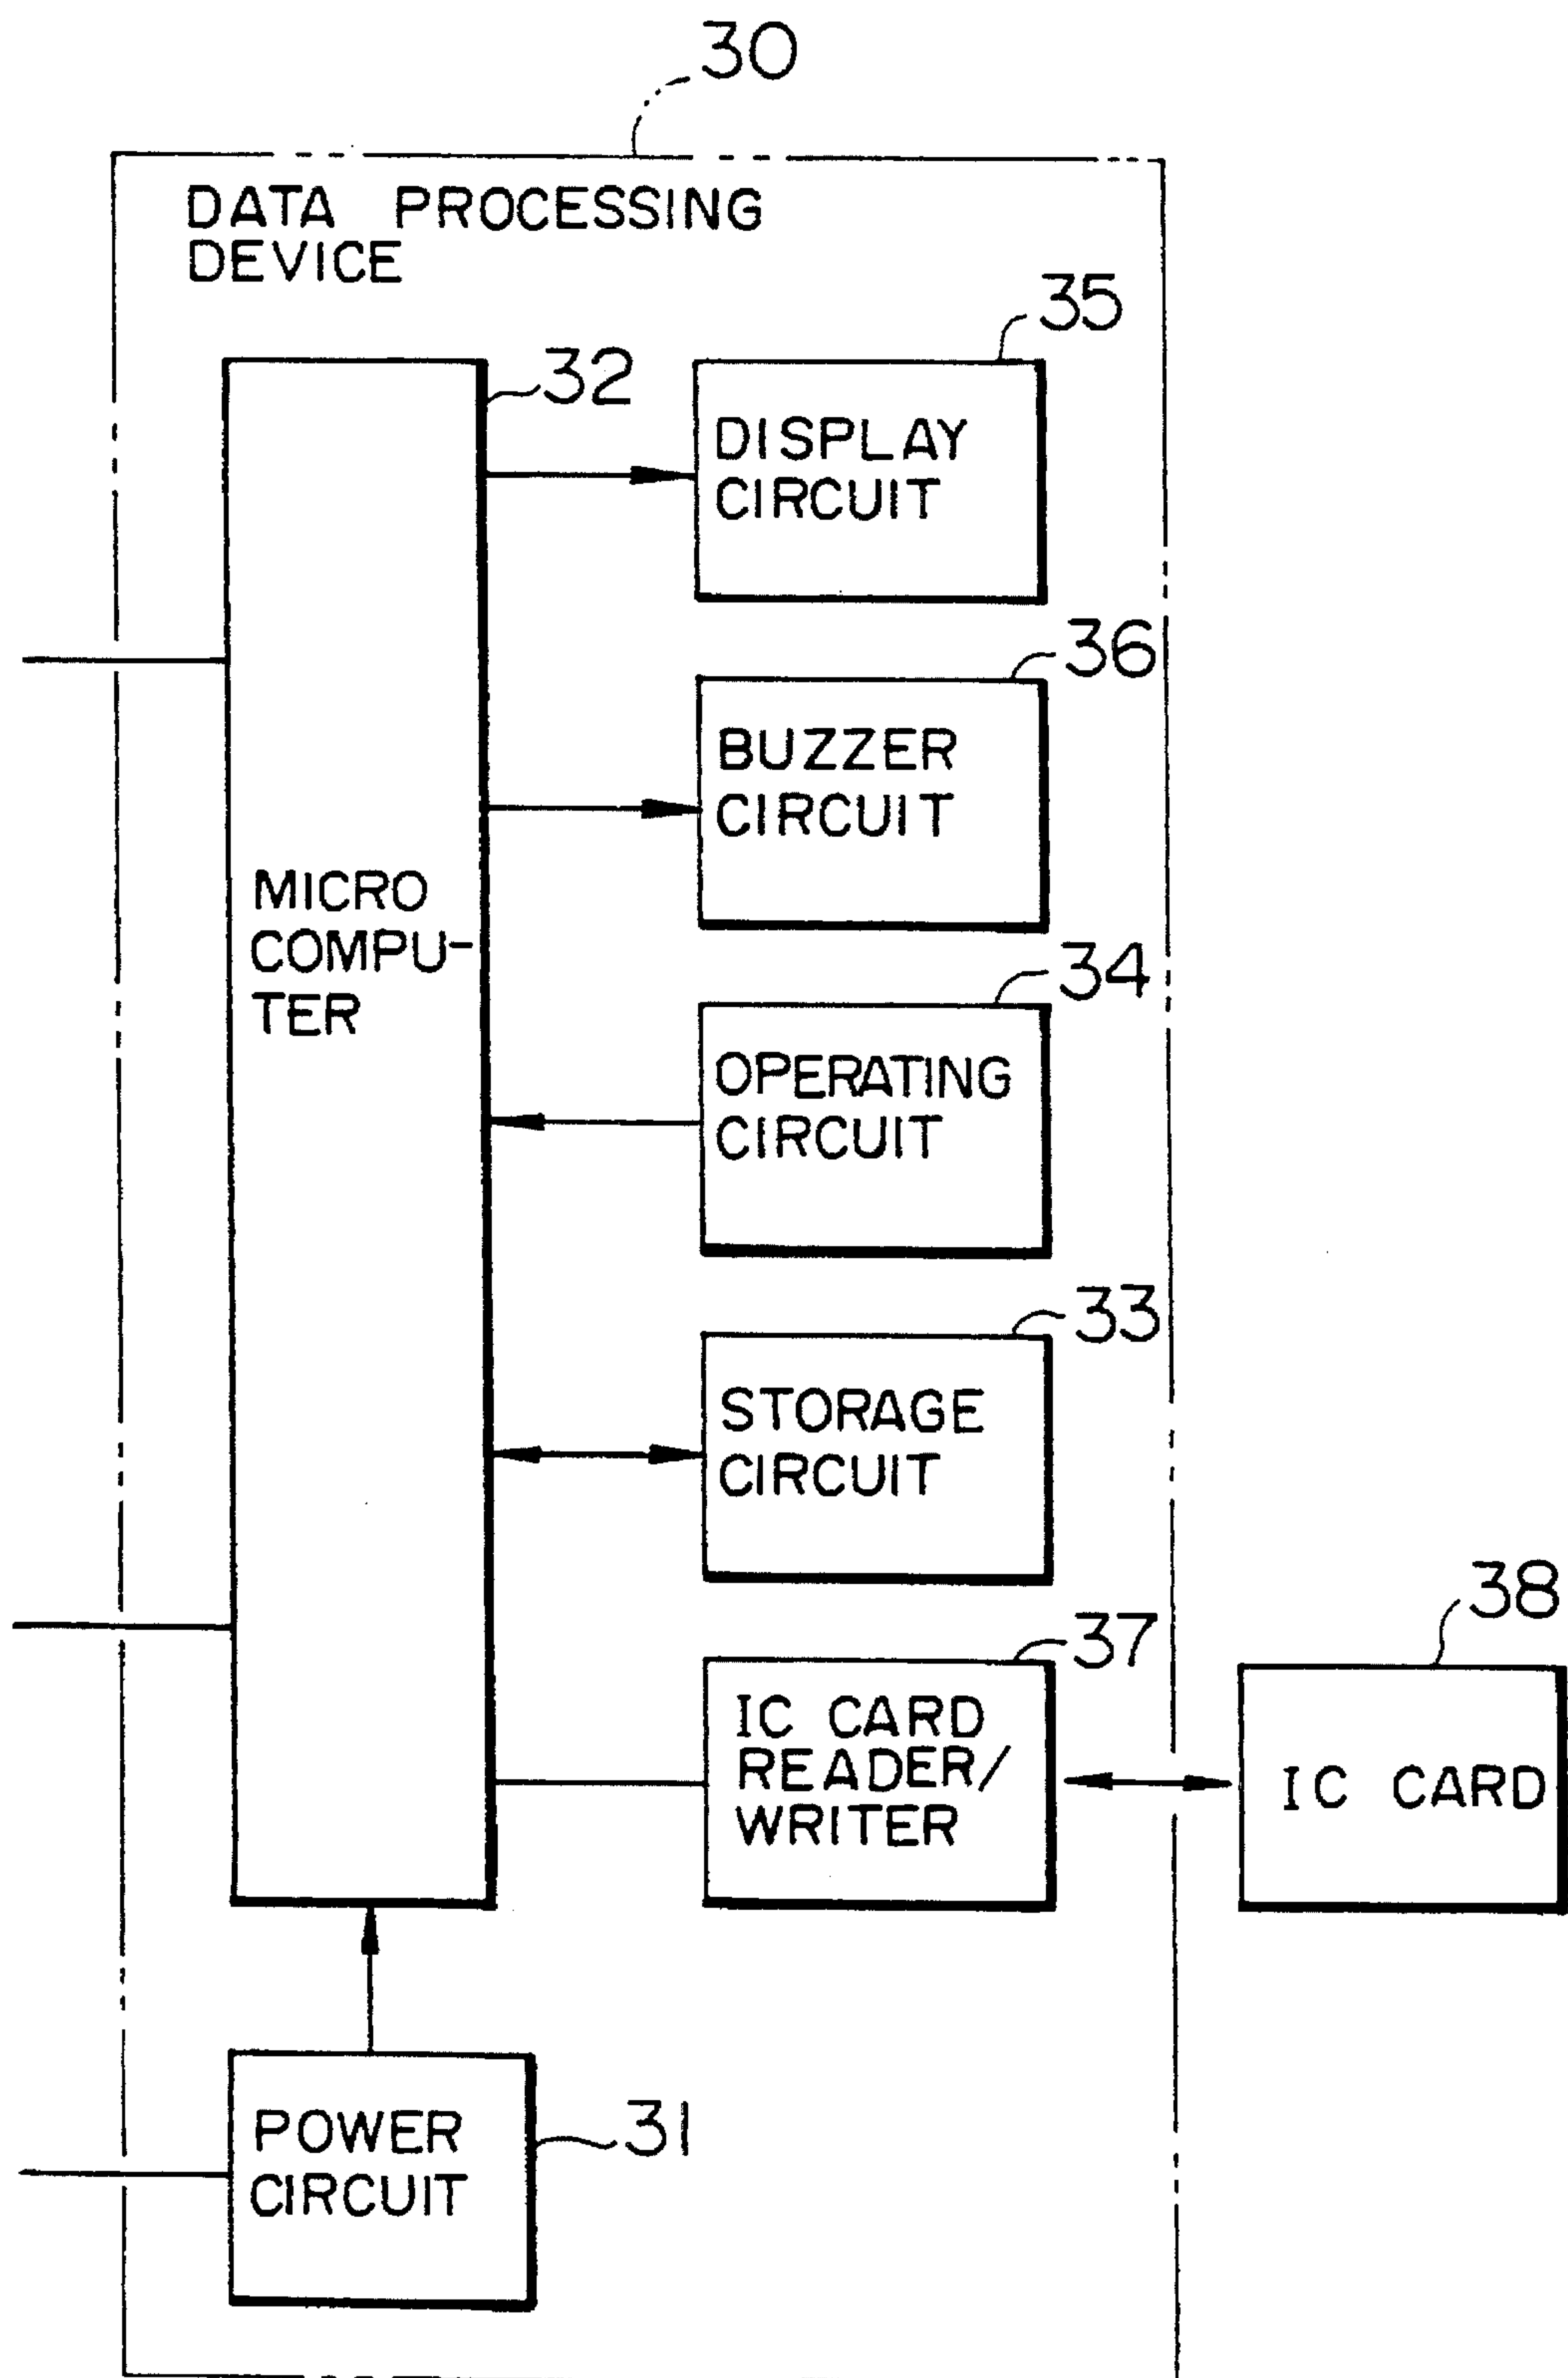 30
DATA PROCESSING
DEVICE
35
32
DISPLAY
CIRCUIT
36
BUZZER
CIRCUIT
MICRO
COMPU-
TER
34
OPERATING
CIRCUIT
33
STORAGE
CIRCUIT
38
37
IC CARD
READER/
WRITER
IC CARD
31
POWER
CIRCUIT